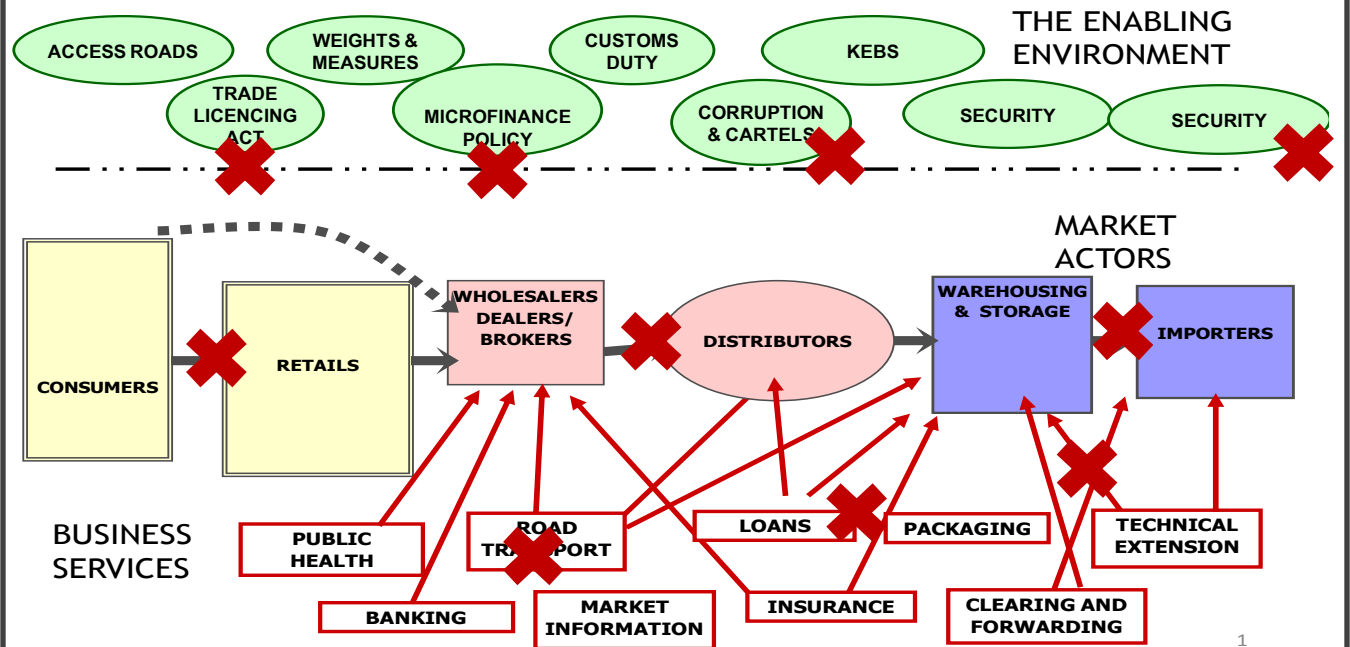 THE ENABLING
ENVIRONMENT
ACCESS ROADS
WEIGHTS &
MEASURES
CUSTOMS
DUTY
KEBS
TRADE
LICENCING
ACT
MICROFINANCE
POLICY
CORRUPTION
& CARTELS
SECURITY
SECURITY
MARKET
ACTORS
CONSUMERS
RETAILS
WHOLESALERS
DEALERS/
BROKERS
DISTRIBUTORS
WAREHOUSING
& STORAGE
IMPORTERS
BUSINESS
SERVICES
PUBLIC
HEALTH
ROAD
TRANSPORT
LOANS
PACKAGING
TECHNICAL
EXTENSION
BANKING
MARKET
INFORMATION
INSURANCE
CLEARING AND
FORWARDING
1